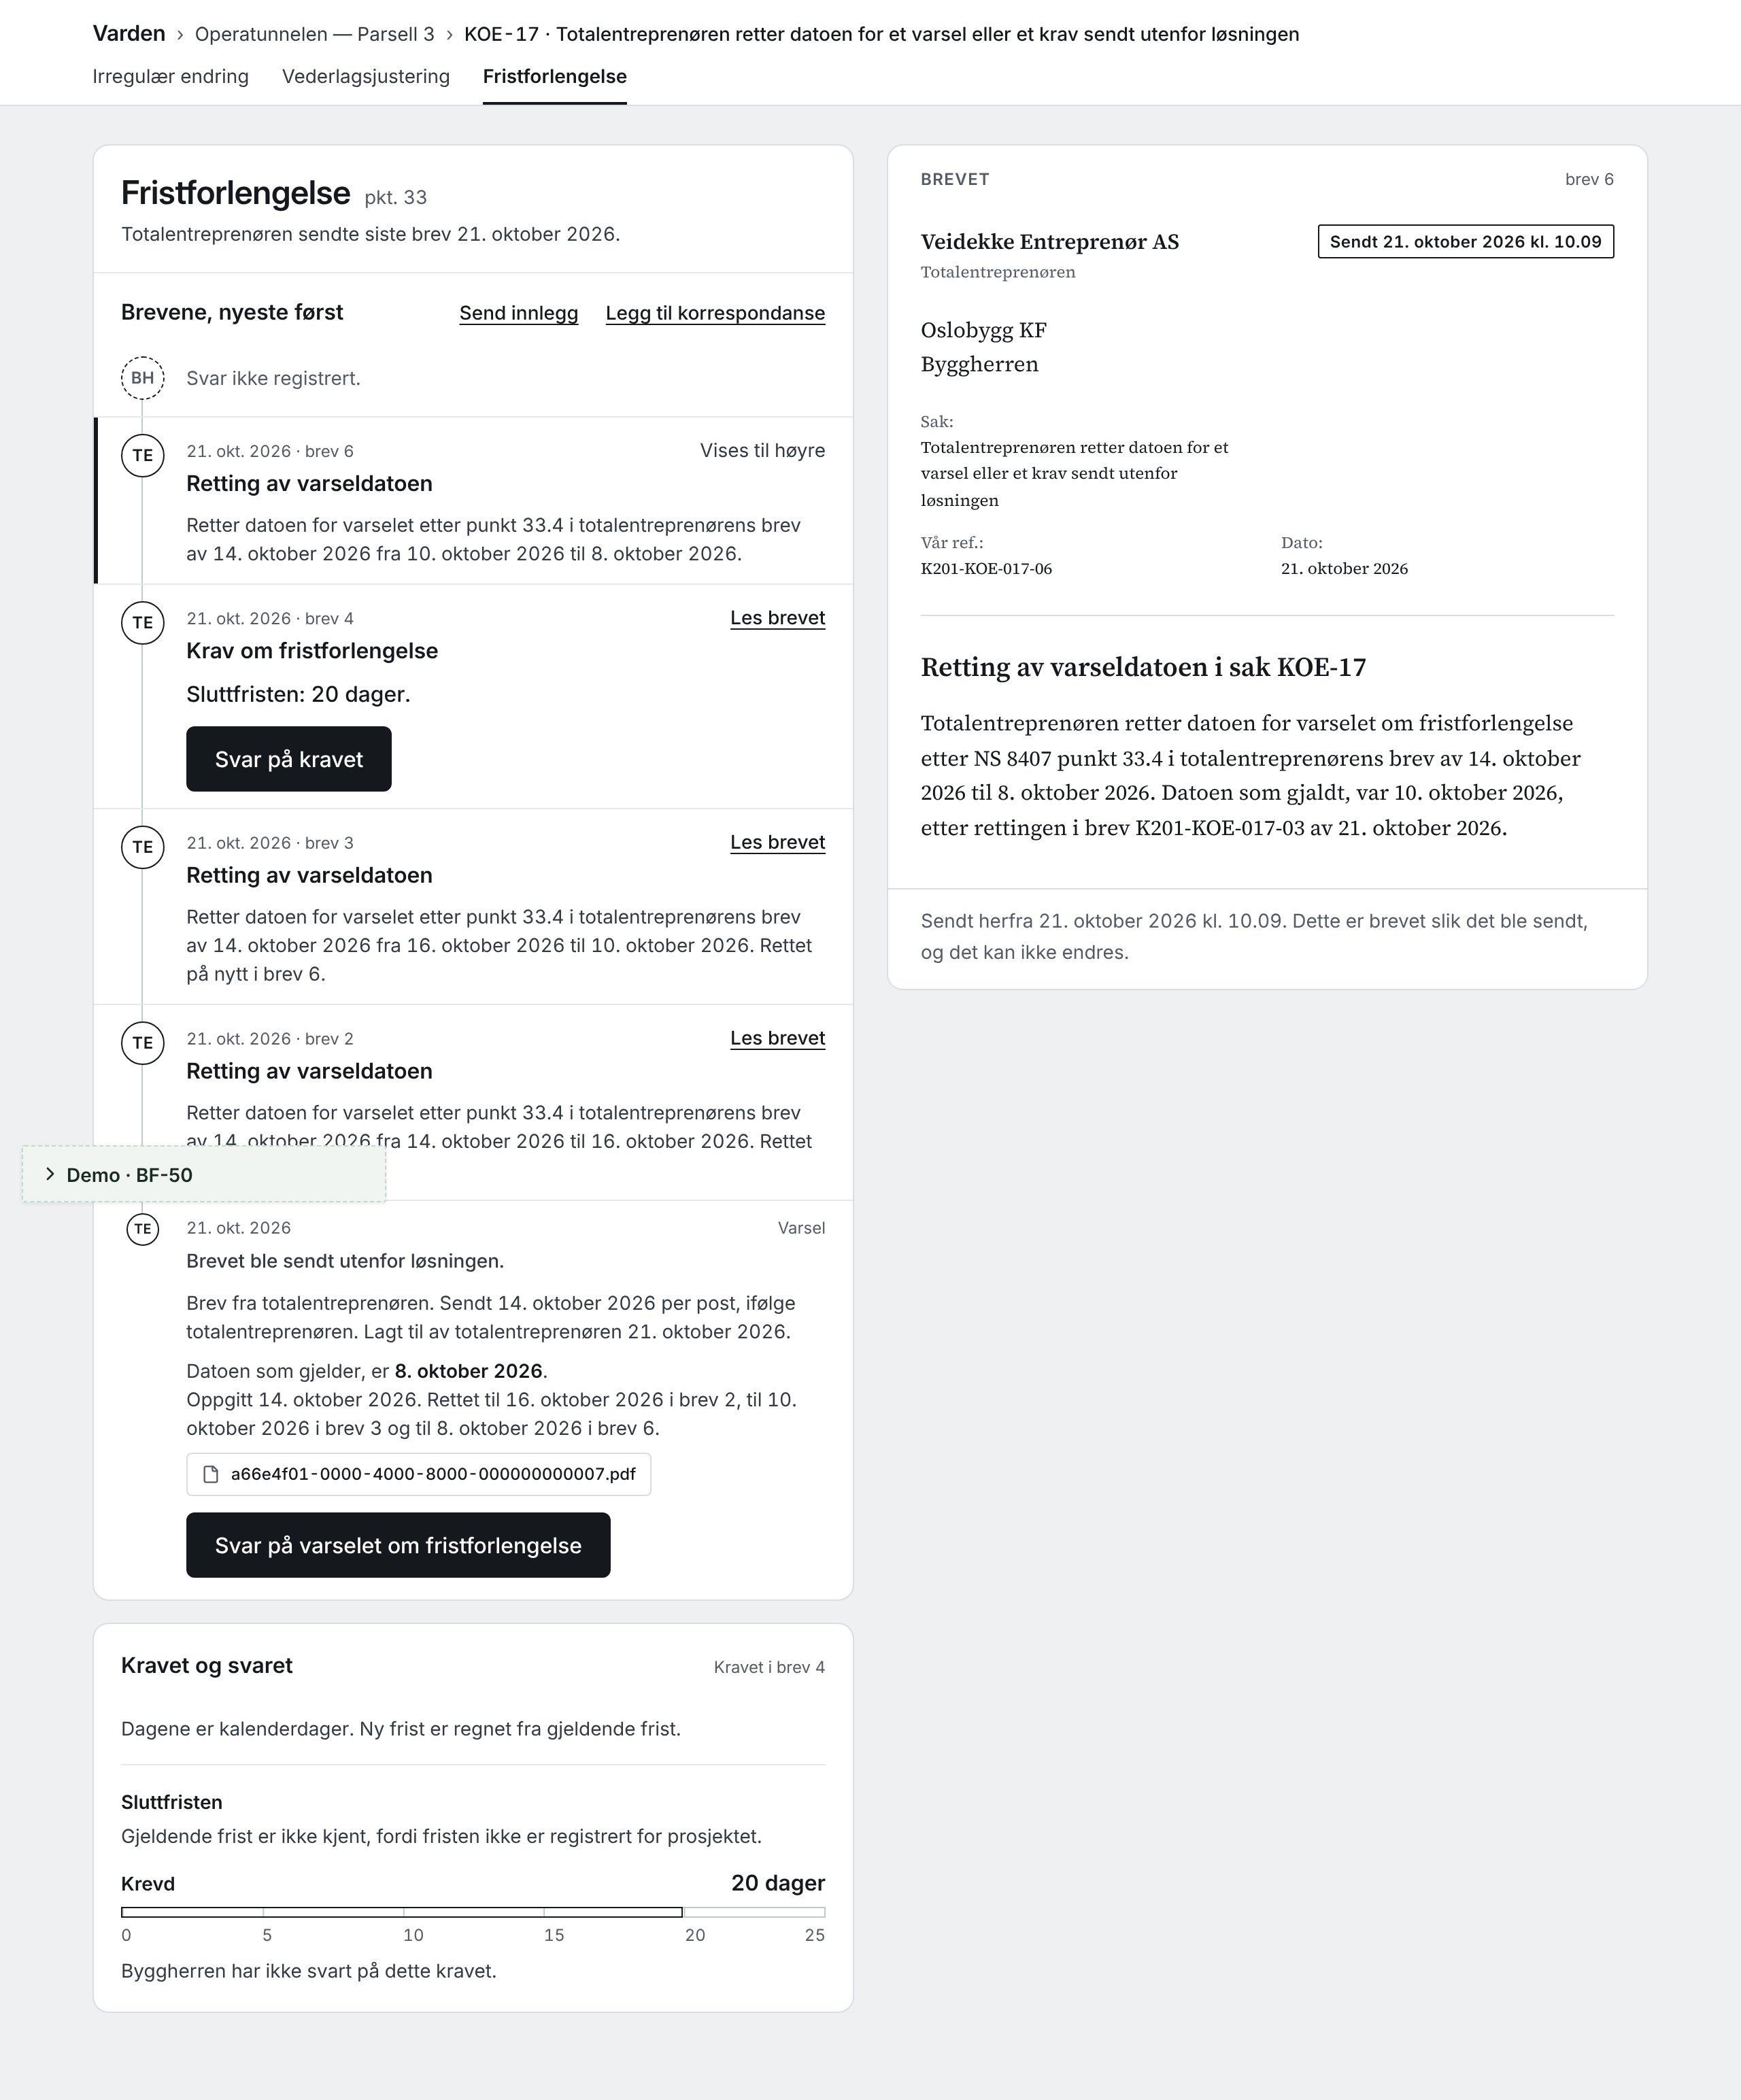 Varden › Operatunnelen — Parsell 3 › KOE-17 · Totalentreprenøren retter datoen for et varsel eller et krav sendt utenfor løsningen
Irregulær endring Vederlagsjustering Fristforlengelse
Fristforlengelse pkt. 33
Totalentreprenøren sendte siste brev 21. oktober 2026.
Brevene, nyeste først Send innlegg Legg til korrespondanse
BH Svar ikke registrert.
TE 21. okt. 2026 · brev 6 Vises til høyre
Retting av varseldatoen
Retter datoen for varselet etter punkt 33.4 i totalentreprenørens brev
av 14. oktober 2026 fra 10. oktober 2026 til 8. oktober 2026.
TE 21. okt. 2026 · brev 4 Les brevet
Krav om fristforlengelse
Sluttfristen: 20 dager.
Svar på kravet
TE 21. okt. 2026 · brev 3 Les brevet
Retting av varseldatoen
Retter datoen for varselet etter punkt 33.4 i totalentreprenørens brev
av 14. oktober 2026 fra 16. oktober 2026 til 10. oktober 2026. Rettet
på nytt i brev 6.
TE 21. okt. 2026 · brev 2 Les brevet
Retting av varseldatoen
Retter datoen for varselet etter punkt 33.4 i totalentreprenørens brev
av 14. oktober 2026 fra 14. oktober 2026 til 16. oktober 2026. Rettet
Demo · BF-50
TE 21. okt. 2026 Varsel
Brevet ble sendt utenfor løsningen.
Brev fra totalentreprenøren. Sendt 14. oktober 2026 per post, ifølge
totalentreprenøren. Lagt til av totalentreprenøren 21. oktober 2026.
Datoen som gjelder, er 8. oktober 2026.
Oppgitt 14. oktober 2026. Rettet til 16. oktober 2026 i brev 2, til 10.
oktober 2026 i brev 3 og til 8. oktober 2026 i brev 6.
a66e4f01-0000-4000-8000-000000000007.pdf
Svar på varselet om fristforlengelse
Kravet og svaret Kravet i brev 4
Dagene er kalenderdager. Ny frist er regnet fra gjeldende frist.
Sluttfristen
Gjeldende frist er ikke kjent, fordi fristen ikke er registrert for prosjektet.
Krevd 20 dager
0 5 10 15 20 25
Byggherren har ikke svart på dette kravet.
BREVET brev 6
Veidekke Entreprenør AS Sendt 21. oktober 2026 kl. 10.09
Totalentreprenøren
Oslobygg KF
Byggherren
Sak:
Totalentreprenøren retter datoen for et
varsel eller et krav sendt utenfor
løsningen
Vår ref.: Dato:
K201-KOE-017-06 21. oktober 2026
Retting av varseldatoen i sak KOE-17
Totalentreprenøren retter datoen for varselet om fristforlengelse
etter NS 8407 punkt 33.4 i totalentreprenørens brev av 14. oktober
2026 til 8. oktober 2026. Datoen som gjaldt, var 10. oktober 2026,
etter rettingen i brev K201-KOE-017-03 av 21. oktober 2026.
Sendt herfra 21. oktober 2026 kl. 10.09. Dette er brevet slik det ble sendt,
og det kan ikke endres.